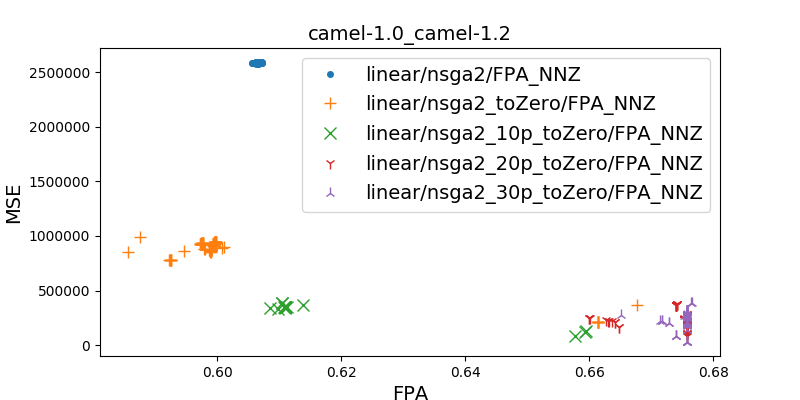 camel-1.0_camel-1.2
linear/nsga2/FPA_NNZ
linear/nsga2_toZero/FPA_NNZ
linear/nsga2_10p_toZero/FPA_NNZ
linear/nsga2_20p_toZero/FPA_NNZ
linear/nsga2_30p_toZero/FPA_NNZ
MSE
2500000
2000000
1500000
1000000
500000
0
0.60 0.62 0.64 0.66 0.68
FPA